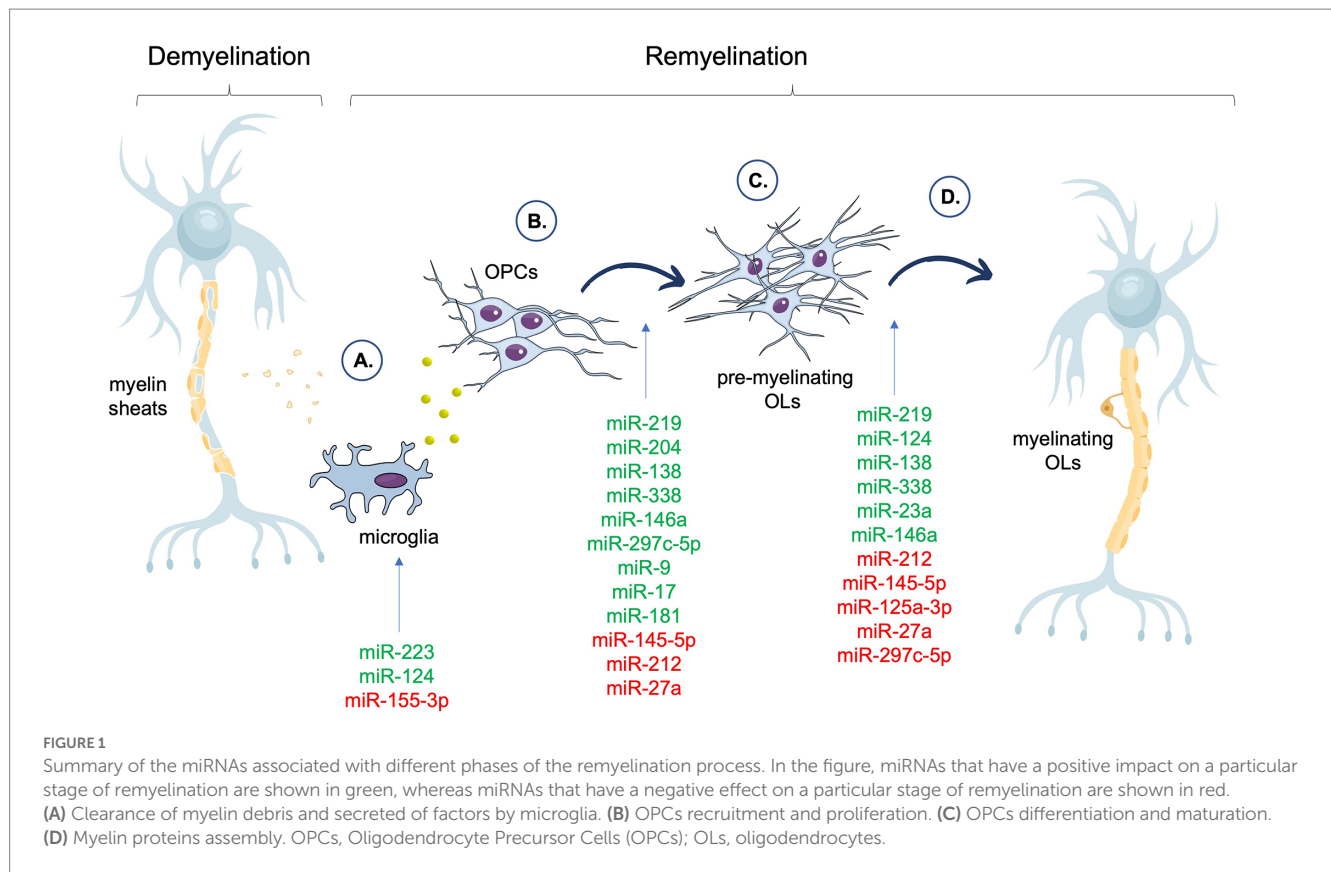 Demyelination
Remyelination
A.
B.
C.
D.
myelin
sheats
microglia
OPCs
pre-myelinating
OLs
myelinating
OLs
miR-223
miR-124
miR-155-3p
miR-219
miR-204
miR-138
miR-338
miR-146a
miR-297c-5p
miR-9
miR-17
miR-181
miR-145-5p
miR-212
miR-27a
miR-219
miR-124
miR-138
miR-338
miR-23a
miR-146a
miR-212
miR-145-5p
miR-125a-3p
miR-27a
miR-297c-5p
FIGURE 1
Summary of the miRNAs associated with different phases of the remyelination process. In the figure, miRNAs that have a positive impact on a particular
stage of remyelination are shown in green, whereas miRNAs that have a negative effect on a particular stage of remyelination are shown in red.
(A) Clearance of myelin debris and secreted of factors by microglia. (B) OPCs recruitment and proliferation. (C) OPCs differentiation and maturation.
(D) Myelin proteins assembly. OPCs, Oligodendrocyte Precursor Cells (OPCs); OLs, oligodendrocytes.